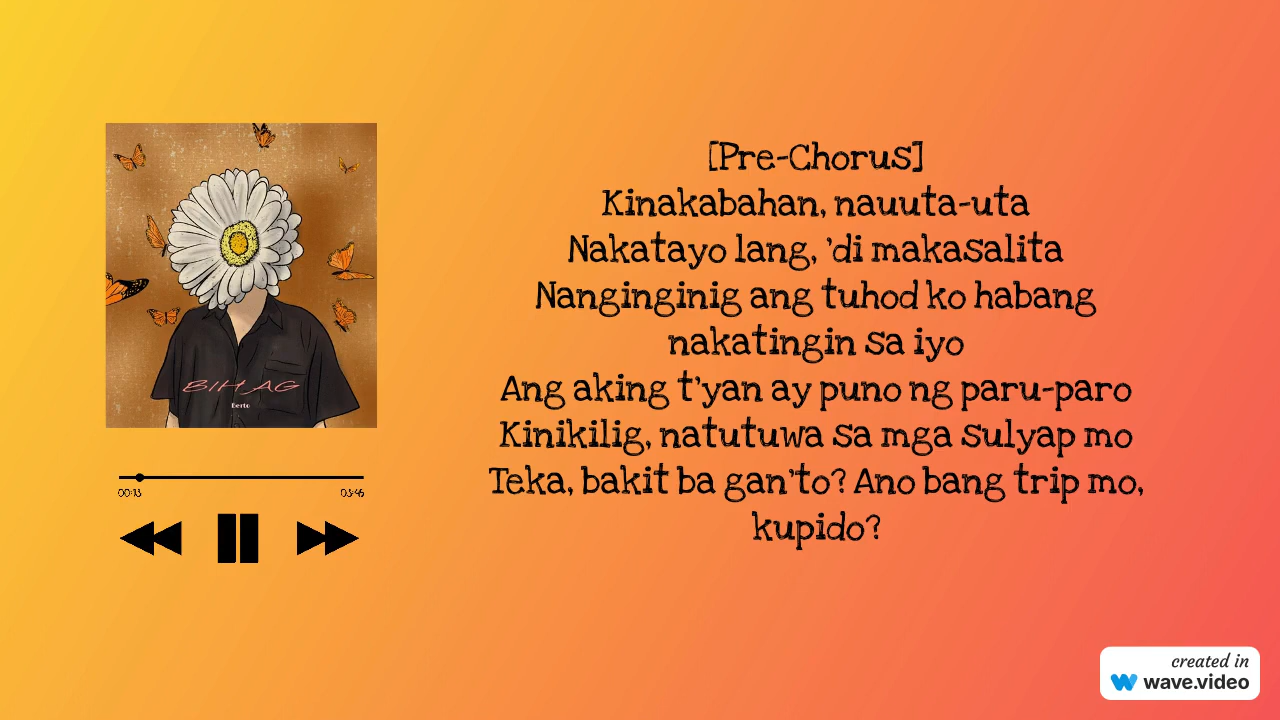 [Pre-Chorus]
Kinakabahan, nauuta-uta
Nakatayo lang, 'di makasalita
Nanginginig ang tuhod ko habang
nakatingin sa iyo
Ang aking t'yan ay puno ng paru-paro
Kinikilig, natutuwa sa mga sulyap mo
Teka, bakit ba gan'to? Ano bang trip mo,
kupido?
BIHAG
Berto
00:13
03:45
created in
wave.video